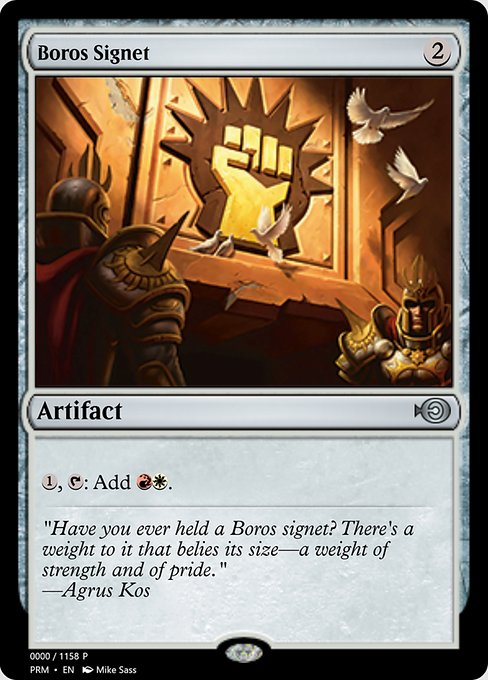 Boros Signet 2
Artifact
1, : Add .
"Have you ever held a Boros signet? There's a
weight to it that belies its size—a weight of
strength and of pride."
—Agrus Kos
0000 / 1158 P
PRM • EN Mike Sass